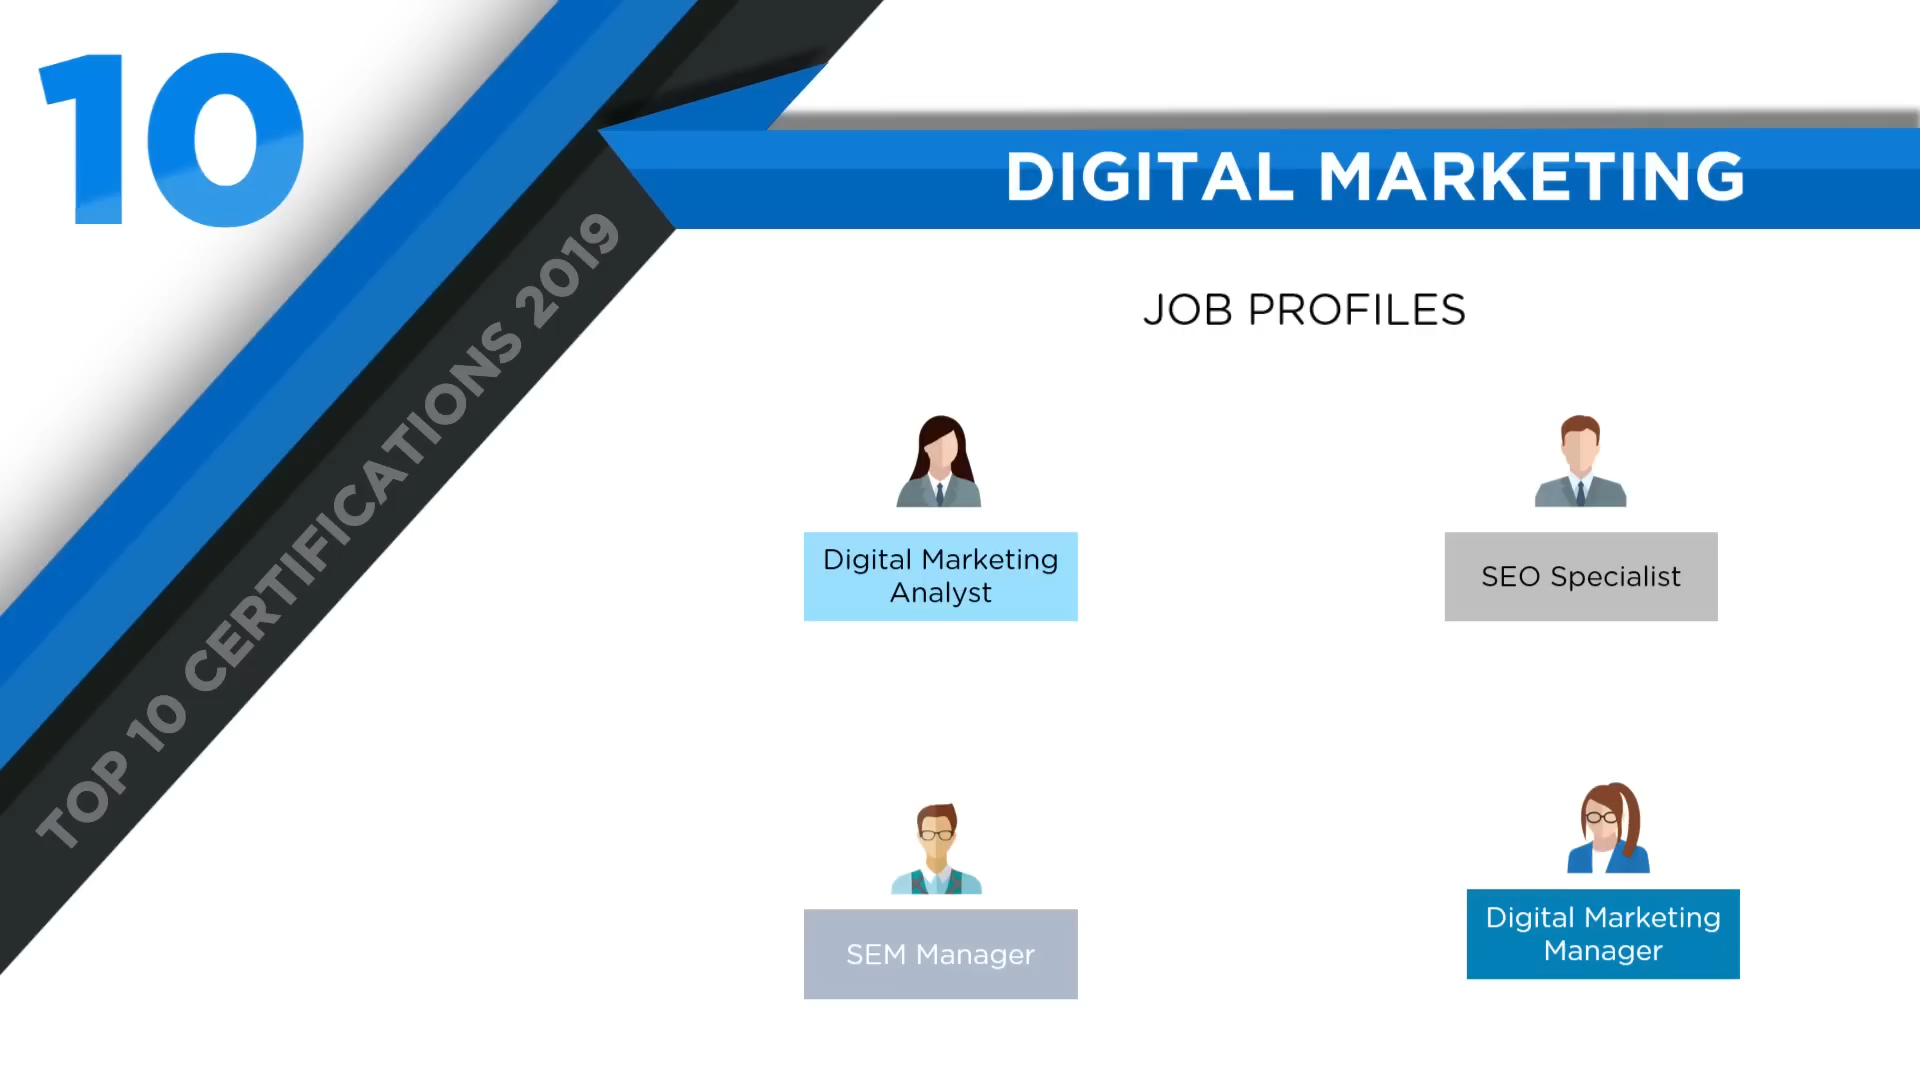 10
DIGITAL MARKETING
TOP 10 CERTIFICATIONS 2019
JOB PROFILES
Digital Marketing
Analyst
SEO Specialist
SEM Manager
Digital Marketing
Manager